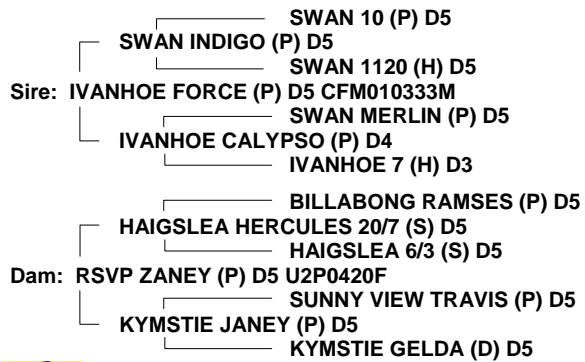 SWAN 10 (P) D5
SWAN INDIGO (P) D5
SWAN 1120 (H) D5
Sire: IVANHOE FORCE (P) D5 CFM010333M
SWAN MERLIN (P) D5
IVANHOE CALYPSO (P) D4
IVANHOE 7 (H) D3
BILLABONG RAMSES (P) D5
HAIGSLEA HERCULES 20/7 (S) D5
HAIGSLEA 6/3 (S) D5
Dam: RSVP ZANEY (P) D5 U2P0420F
SUNNY VIEW TRAVIS (P) D5
KYMSTIE JANEY (P) D5
KYMSTIE GELDA (D) D5